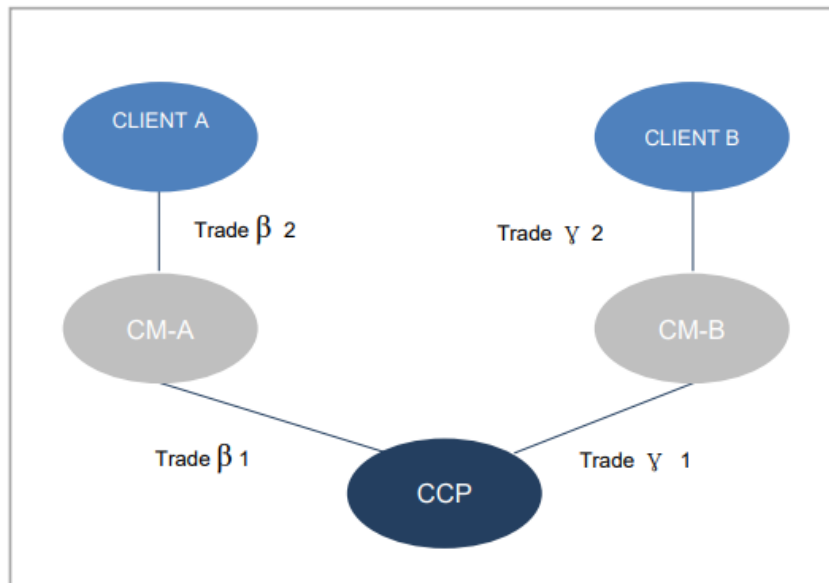 CLIENT A
CLIENT B
Trade β 2
Trade γ 2
CM-A
CM-B
Trade β 1
Trade γ 1
CCP